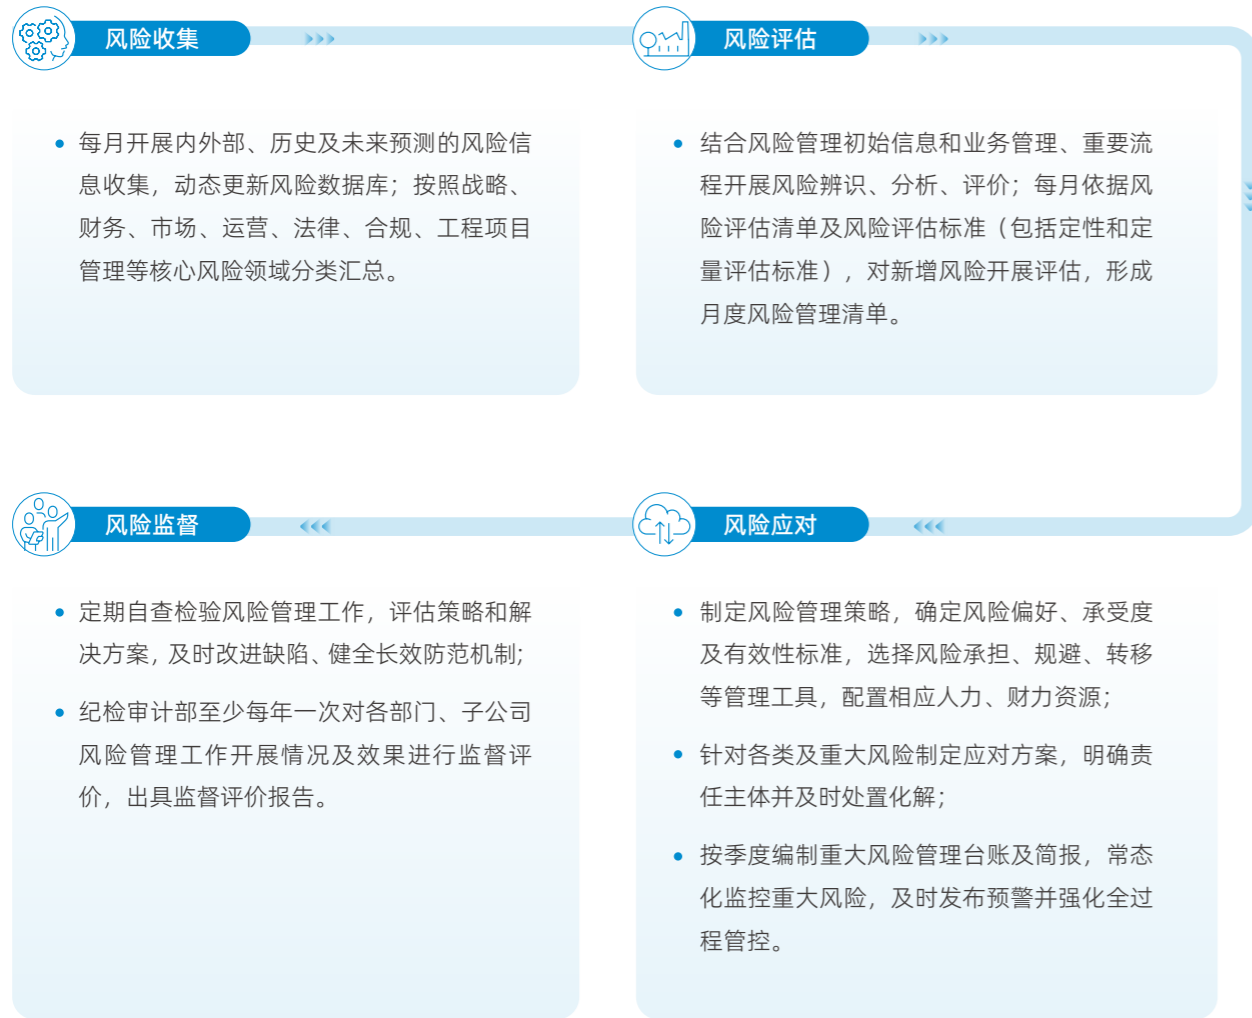 风险收集
每月开展内外部、历史及未来预测的风险信
息收集，动态更新风险数据库；按照战略、
财务、市场、运营、法律、合规、工程项目
管理等核心风险领域分类汇总。
风险评估
结合风险管理初始信息和业务管理、重要流
程开展风险辨识、分析、评价；每月依据风
险评估清单及风险评估标准（包括定性和定
量评估标准），对新增风险开展评估，形成
月度风险管理清单。
风险应对
制定风险管理策略，确定风险偏好、承受度
及有效性标准，选择风险承担、规避、转移
等管理工具，配置相应人力、财力资源；
针对各类及重大风险制定应对方案，明确责
任主体并及时处置化解；
按季度编制重大风险管理台账及简报，常态
化监控重大风险，及时发布预警并强化全过
程管控。
风险监督
定期自查检验风险管理工作，评估策略和解
决方案，及时改进缺陷、健全长效防范机制；
纪检审计部至少每年一次对各部门、子公司
风险管理工作开展情况及效果进行监督评
价，出具监督评价报告。